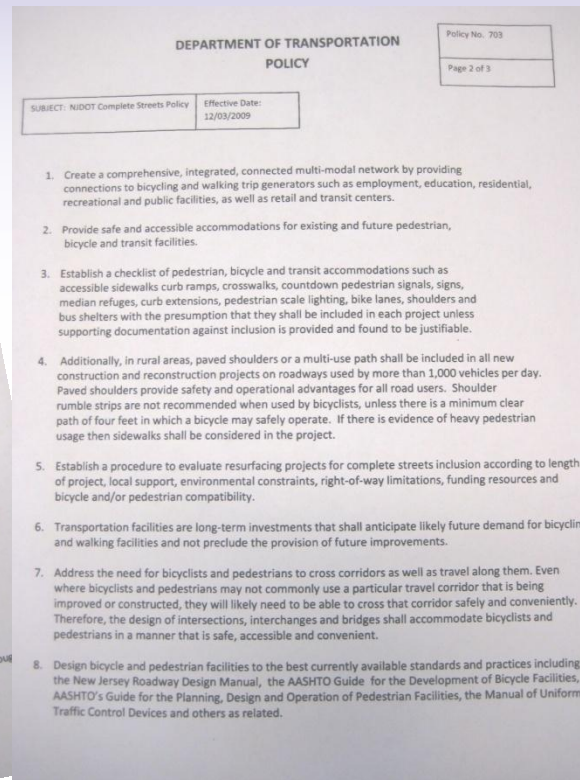 DEPARTMENT OF TRANSPORTATION
POLICY
Policy No. 703
Page 2 of 3
SUBJECT: NJDOT Complete Streets Policy
Effective Date:
12/03/2009
1. Create a comprehensive, integrated, connected multi-modal network by providing
connections to bicycling and walking trip generators such as employment, education, residential,
recreational and public facilities, as well as retail and transit centers.
2. Provide safe and accessible accommodations for existing and future pedestrian,
bicycle and transit facilities.
3. Establish a checklist of pedestrian, bicycle and transit accommodations such as
accessible sidewalks curb ramps, crosswalks, countdown pedestrian signals, signs,
median refuges, curb extensions, pedestrian scale lighting, bike lanes, shoulders and
bus shelters with the presumption that they shall be included in each project unless
supporting documentation against inclusion is provided and found to be justifiable.
4. Additionally, in rural areas, paved shoulders or a multi-use path shall be included in all new
construction and reconstruction projects on roadways used by more than 1,000 vehicles per day.
Paved shoulders provide safety and operational advantages for all road users. Shoulder
rumble strips are not recommended when used by bicyclists, unless there is a minimum clear
path of four feet in which a bicycle may safely operate. If there is evidence of heavy pedestrian
usage then sidewalks shall be considered in the project.
5. Establish a procedure to evaluate resurfacing projects for complete streets inclusion according to length
of project, local support, environmental constraints, right-of-way limitations, funding resources and
bicycle and/or pedestrian compatibility.
6. Transportation facilities are long-term investments that shall anticipate likely future demand for bicyclin
and walking facilities and not preclude the provision of future improvements.
7. Address the need for bicyclists and pedestrians to cross corridors as well as travel along them. Even
where bicyclists and pedestrians may not commonly use a particular travel corridor that is being
improved or constructed, they will likely need to be able to cross that corridor safely and conveniently.
Therefore, the design of intersections, interchanges and bridges shall accommodate bicyclists and
pedestrians in a manner that is safe, accessible and convenient.
8. Design bicycle and pedestrian facilities to the best currently available standards and practices including
the New Jersey Roadway Design Manual, the AASHTO Guide for the Development of Bicycle Facilities,
AASHTO's Guide for the Planning, Design and Operation of Pedestrian Facilities, the Manual of Uniform
Traffic Control Devices and others as related.